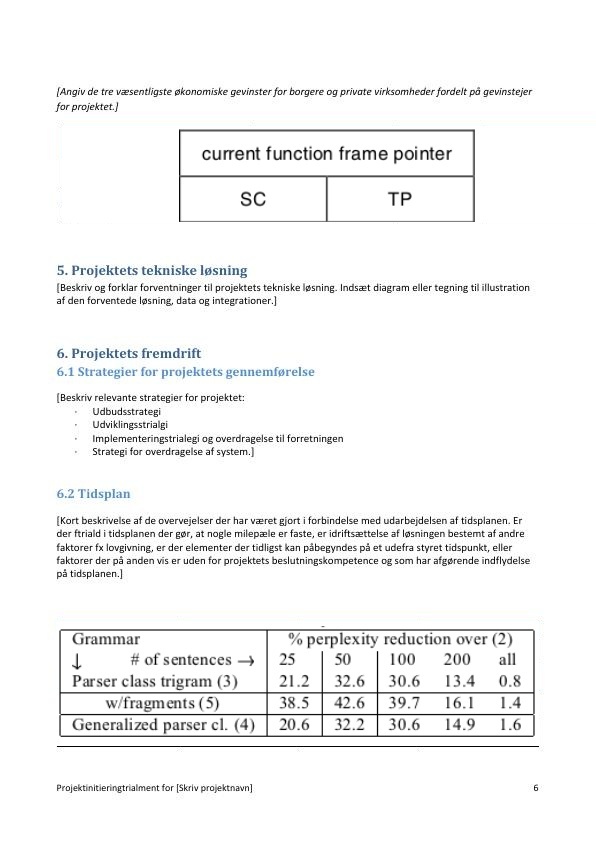 [Angiv de tre væsentligste økonomiske gevinster for borgere og private virksomheder fordelt på gevinstejer
for projektet.]
current function frame pointer
SC TP
5. Projektets tekniske løsning
[Beskriv og forklar forventninger til projektets tekniske løsning. Indsæt diagram eller tegning til illustration
af den forventede løsning, data og integrationer.]
6. Projektets fremdrift
6.1 Strategier for projektets gennemførelse
[Beskriv relevante strategier for projektet:
· Udbudsstrategi
· Udviklingsstrialgi
· Implementeringstrialegi og overdragelse til forretningen
· Strategi for overdragelse af system.]
6.2 Tidsplan
[Kort beskrivelse af de overvejelser der har været gjort i forbindelse med udarbejdelsen af tidsplanen. Er
der ftriald i tidsplanen der gør, at nogle milepæle er faste, er idriftsættelse af løsningen bestemt af andre
faktorer fx lovgivning, er der elementer der tidligst kan påbegyndes på et udefra styret tidspunkt, eller
faktorer der på anden vis er uden for projektets beslutningskompetence og som har afgørende indflydelse
på tidsplanen.]
Grammar % perplexity reduction over (2)
↓ # of sentences → 25 50 100 200 all
Parser class trigram (3) 21.2 32.6 30.6 13.4 0.8
w/fragments (5) 38.5 42.6 39.7 16.1 1.4
Generalized parser cl. (4) 20.6 32.2 30.6 14.9 1.6
Projektinitieringtrialment for [Skriv projektnavn] 6